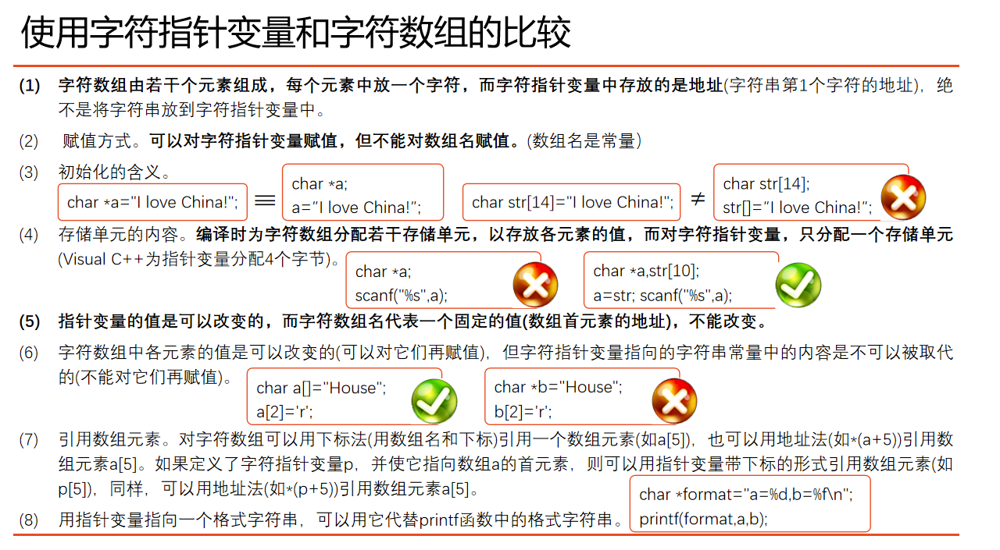 使用字符指针变量和字符数组的比较
(1) 字符数组由若干个元素组成，每个元素中放一个字符，而字符指针变量中存放的是地址(字符串第1个字符的地址)，绝
不是将字符串放到字符指针变量中。
(2) 赋值方式。可以对字符指针变量赋值，但不能对数组名赋值。(数组名是常量)
(3) 初始化的含义。
char *a="I love China!";
≡
char *a;
a="I love China!";
char str[14]="I love China!";
≠
char str[14];
str[]="I love China!";
(4) 存储单元的内容。编译时为字符数组分配若干存储单元，以存放各元素的值，而对字符指针变量，只分配一个存储单元
(Visual C++为指针变量分配4个字节)。
char *a;
scanf("%s",a);
char *a,str[10];
a=str; scanf("%s",a);
(5) 指针变量的值是可以改变的，而字符数组名代表一个固定的值(数组首元素的地址)，不能改变。
(6) 字符数组中各元素的值是可以改变的(可以对它们再赋值)，但字符指针变量指向的字符串常量中的内容是不可以被取代
的(不能对它们再赋值)。
char a[]="House";
a[2]='r';
char *b="House";
b[2]='r';
(7) 引用数组元素。对字符数组可以用下标法(用数组名和下标)引用一个数组元素(如a[5])，也可以用地址法(如*(a+5))引用数
组元素a[5]。如果定义了字符指针变量p，并使它指向数组a的首元素，则可以用指针变量带下标的形式引用数组元素(如
p[5])，同样，可以用地址法(如*(p+5))引用数组元素a[5]。
(8) 用指针变量指向一个格式字符串，可以用它代替printf函数中的格式字符串。
char *format="a=%d,b=%f\n";
printf(format,a,b);